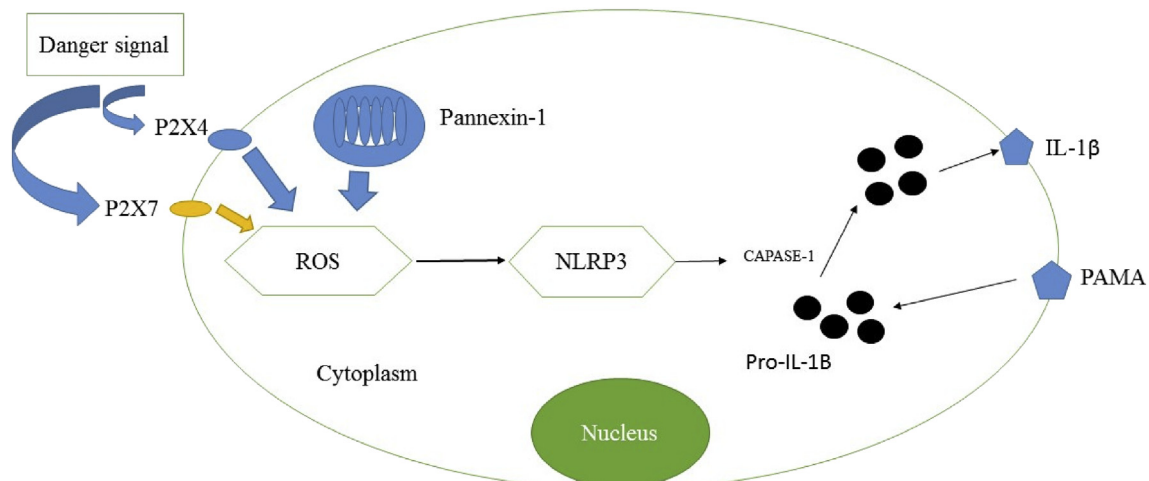 Danger signal
P2X4
Pannexin-1
IL-1β
P2X7
ROS
NLRP3
CAPASE-1
PAMA
Pro-IL-1B
Cytoplasm
Nucleus